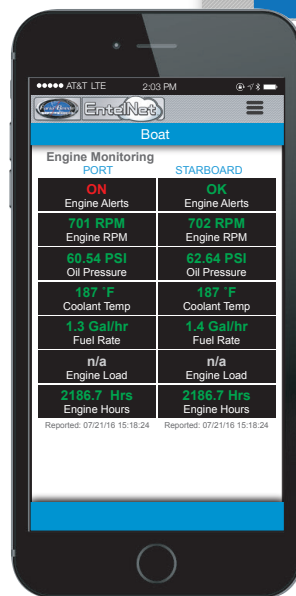 AT&T LTE 2:03 PM
EntelNet
Boat
Engine Monitoring
PORT STARBOARD
ON OK
Engine Alerts Engine Alerts
701 RPM 702 RPM
Engine RPM Engine RPM
60.54 PSI 62.64 PSI
Oil Pressure Oil Pressure
187 °F 187 °F
Coolant Temp Coolant Temp
1.3 Gal/hr 1.4 Gal/hr
Fuel Rate Fuel Rate
n/a n/a
Engine Load Engine Load
2186.7 Hrs 2186.7 Hrs
Engine Hours Engine Hours
Reported: 07/21/16 15:18:24 Reported: 07/21/16 15:18:24